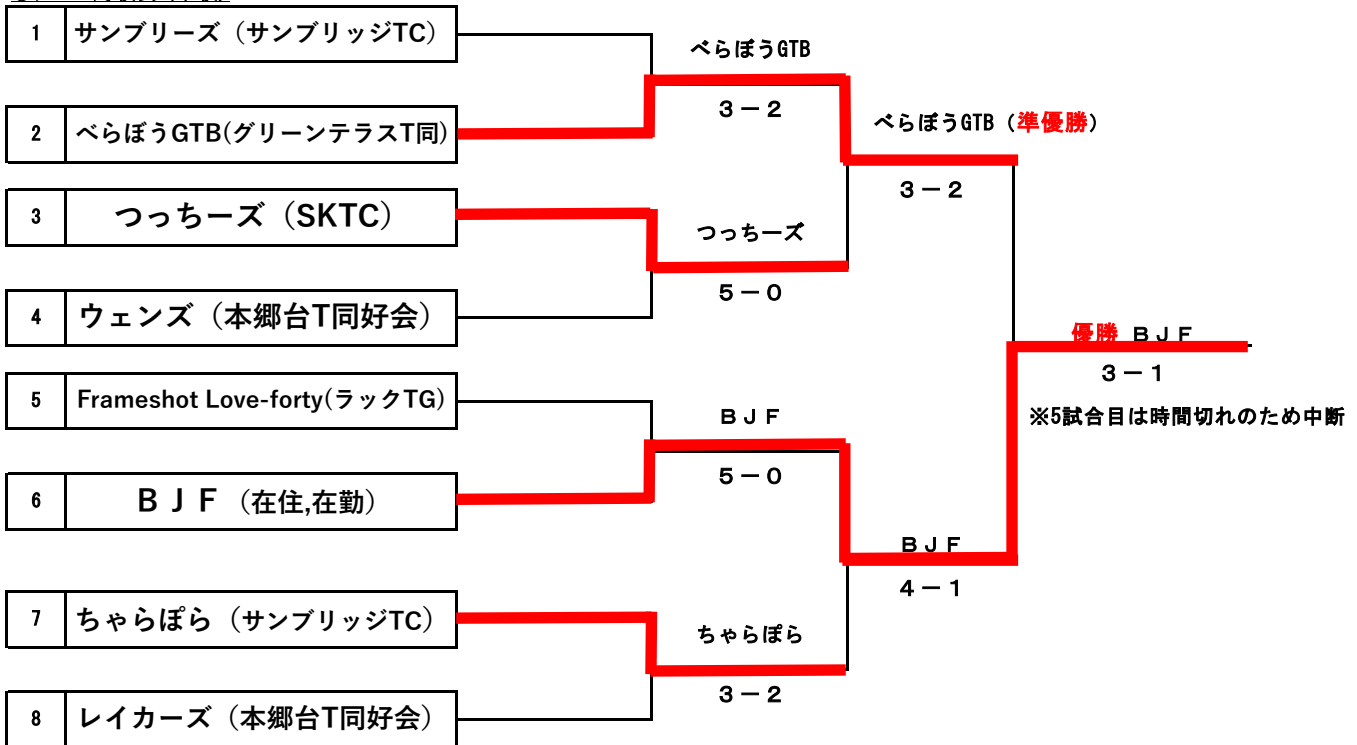 1 サンブリーズ（サンブリッジTC）
べらぼうGTB
3－2
2 べらぼうGTB(グリーンテラスT同)
べらぼうGTB（準優勝）
3－2
3 つっちーズ（SKTC）
つっちーズ
5－0
4 ウェンズ（本郷台T同好会）
優勝 ＢＪＦ
3－1
※5試合目は時間切れのため中断
5 Frameshot Love-forty(ラックTG)
ＢＪＦ
5－0
6 ＢＪＦ（在住,在勤）
ＢＪＦ
4－1
7 ちゃらぽら（サンブリッジTC）
ちゃらぽら
3－2
8 レイカーズ（本郷台T同好会）